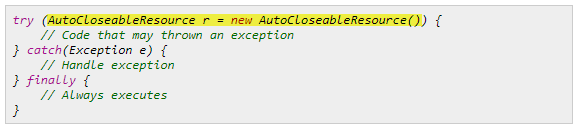 try (AutoCloseableResource r = new AutoCloseableResource()) {
    // Code that may thrown an exception
} catch(Exception e) {
    // Handle exception
} finally {
    // Always executes
}